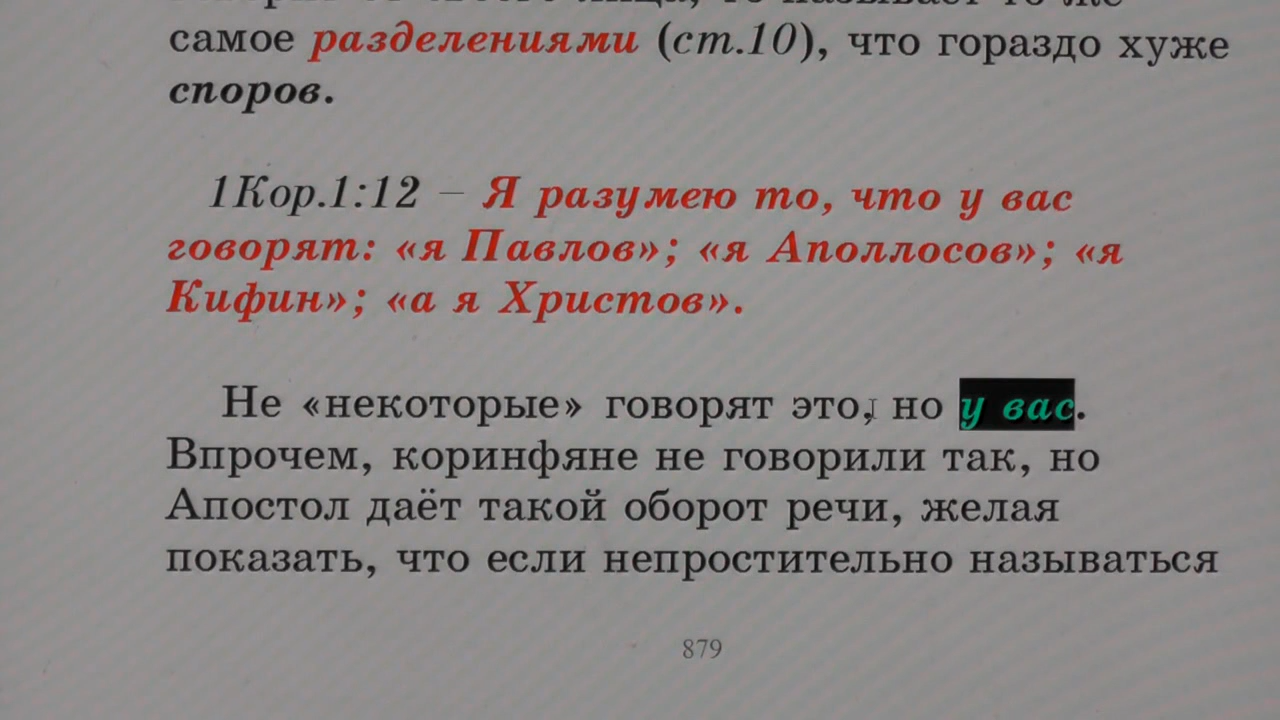 самое разделениями (ст.10), что гораздо хуже
споров.
1Кор.1:12 – Я разумею то, что у вас
говорят: «я Павлов»; «я Аполлосов»; «я
Кифин»; «а я Христов».
Не «некоторые» говорят это, но у вас.
Впрочем, коринфяне не говорили так, но
Апостол даёт такой оборот речи, желая
показать, что если непростительно называться
879